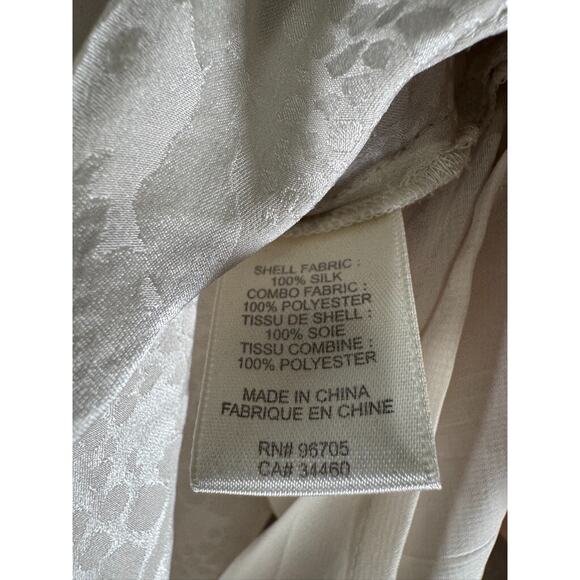 SHELL FABRIC :
100% SILK
COMBO FABRIC :
100% POLYESTER
TISSU DE SHELL :
100% SOIE
TISSU COMBINE :
100% POLYESTER
MADE IN CHINA
FABRIQUE EN CHINE
RN# 96705
CA# 34460